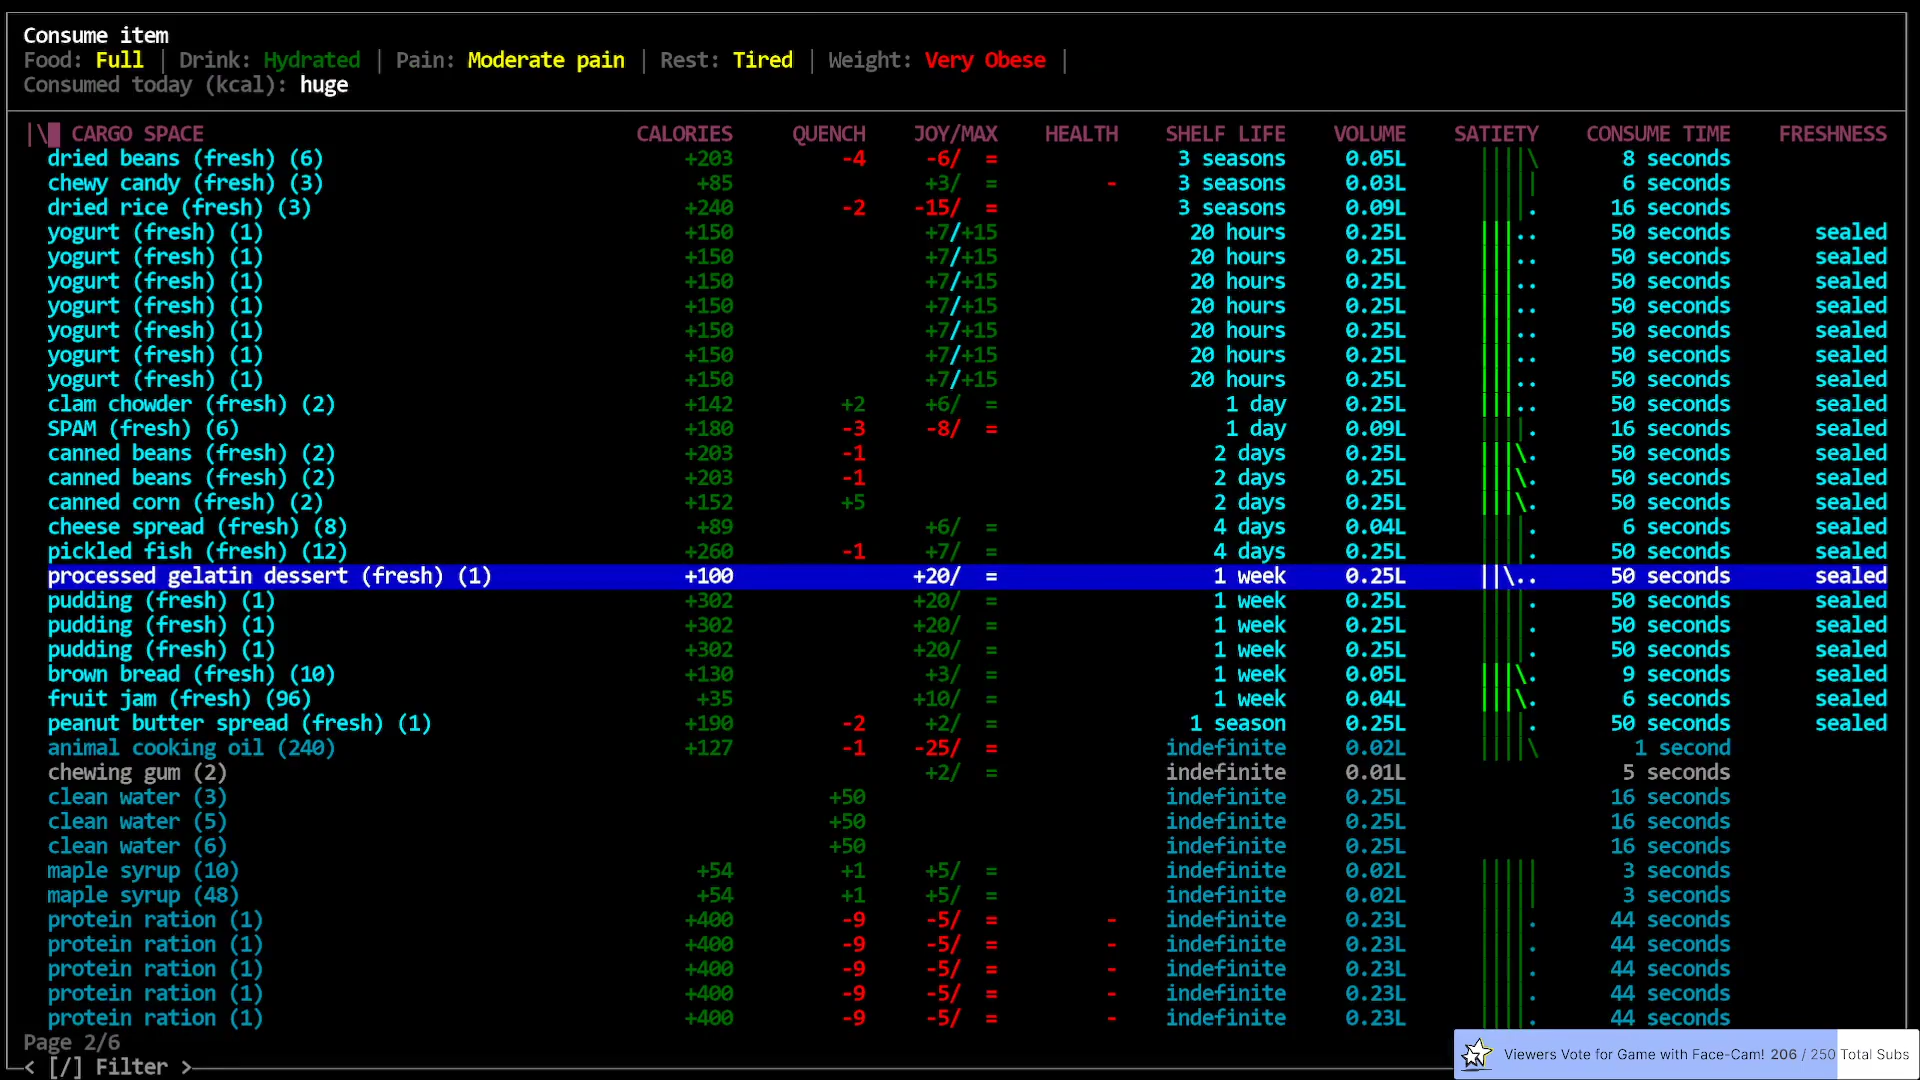 Consume item
Food: Full | Drink: Hydrated | Pain: Moderate pain | Rest: Tired | Weight: Very Obese |
Consumed today (kcal): huge
|\ CARGO SPACE CALORIES QUENCH JOY/MAX HEALTH SHELF LIFE VOLUME SATIETY CONSUME TIME FRESHNESS
dried beans (fresh) (6) +203 -4 -6/ = 3 seasons 0.05L ||||\ 8 seconds
chewy candy (fresh) (3) +85 +3/ = - 3 seasons 0.03L ||||| 6 seconds
dried rice (fresh) (3) +240 -2 -15/ = 3 seasons 0.09L ||||. 16 seconds
yogurt (fresh) (1) +150 +7/+15 20 hours 0.25L |||.. 50 seconds sealed
yogurt (fresh) (1) +150 +7/+15 20 hours 0.25L |||.. 50 seconds sealed
yogurt (fresh) (1) +150 +7/+15 20 hours 0.25L |||.. 50 seconds sealed
yogurt (fresh) (1) +150 +7/+15 20 hours 0.25L |||.. 50 seconds sealed
yogurt (fresh) (1) +150 +7/+15 20 hours 0.25L |||.. 50 seconds sealed
yogurt (fresh) (1) +150 +7/+15 20 hours 0.25L |||.. 50 seconds sealed
yogurt (fresh) (1) +150 +7/+15 20 hours 0.25L |||.. 50 seconds sealed
clam chowder (fresh) (2) +142 +2 +6/ = 1 day 0.25L |||.. 50 seconds sealed
SPAM (fresh) (6) +180 -3 -8/ = 1 day 0.09L ||||. 16 seconds sealed
canned beans (fresh) (2) +203 -1 2 days 0.25L |||\. 50 seconds sealed
canned beans (fresh) (2) +203 -1 2 days 0.25L |||\. 50 seconds sealed
canned corn (fresh) (2) +152 +5 2 days 0.25L |||\. 50 seconds sealed
cheese spread (fresh) (8) +89 +6/ = 4 days 0.04L ||||. 6 seconds sealed
pickled fish (fresh) (12) +260 -1 +7/ = 4 days 0.25L ||||. 50 seconds sealed
processed gelatin dessert (fresh) (1) +100 +20/ = 1 week 0.25L ||\.. 50 seconds sealed
pudding (fresh) (1) +302 +20/ = 1 week 0.25L ||||. 50 seconds sealed
pudding (fresh) (1) +302 +20/ = 1 week 0.25L ||||. 50 seconds sealed
pudding (fresh) (1) +302 +20/ = 1 week 0.25L ||||. 50 seconds sealed
brown bread (fresh) (10) +130 +3/ = 1 week 0.05L |||\. 9 seconds sealed
fruit jam (fresh) (96) +35 +10/ = 1 week 0.04L |||\. 6 seconds sealed
peanut butter spread (fresh) (1) +190 -2 +2/ = 1 season 0.25L ||||. 50 seconds sealed
animal cooking oil (240) +127 -1 -25/ = indefinite 0.02L ||||\ 1 second
chewing gum (2) +2/ = indefinite 0.01L 5 seconds
clean water (3) +50 indefinite 0.25L 16 seconds
clean water (5) +50 indefinite 0.25L 16 seconds
clean water (6) +50 indefinite 0.25L 16 seconds
maple syrup (10) +54 +1 +5/ = indefinite 0.02L ||||| 3 seconds
maple syrup (48) +54 +1 +5/ = indefinite 0.02L ||||| 3 seconds
protein ration (1) +400 -9 -5/ = - indefinite 0.23L ||||. 44 seconds
protein ration (1) +400 -9 -5/ = - indefinite 0.23L ||||. 44 seconds
protein ration (1) +400 -9 -5/ = - indefinite 0.23L ||||. 44 seconds
protein ration (1) +400 -9 -5/ = - indefinite 0.23L ||||. 44 seconds
protein ration (1) +400 -9 -5/ = - indefinite 0.23L ||||. 44 seconds
Page 2/6
< [/] Filter >
Viewers Vote for Game with Face-Cam! 206 / 250 Total Subs